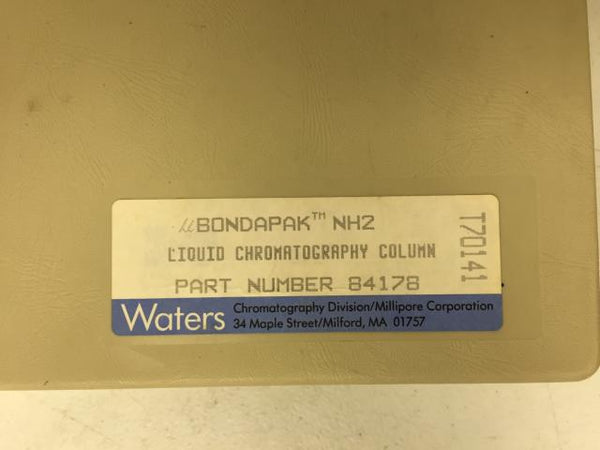 µBONDAPAK™ NH2
LIQUID CHROMATOGRAPHY COLUMN
PART NUMBER 84178
T70141
Waters
Chromatography Division/Millipore Corporation
34 Maple Street/Milford, MA 01757